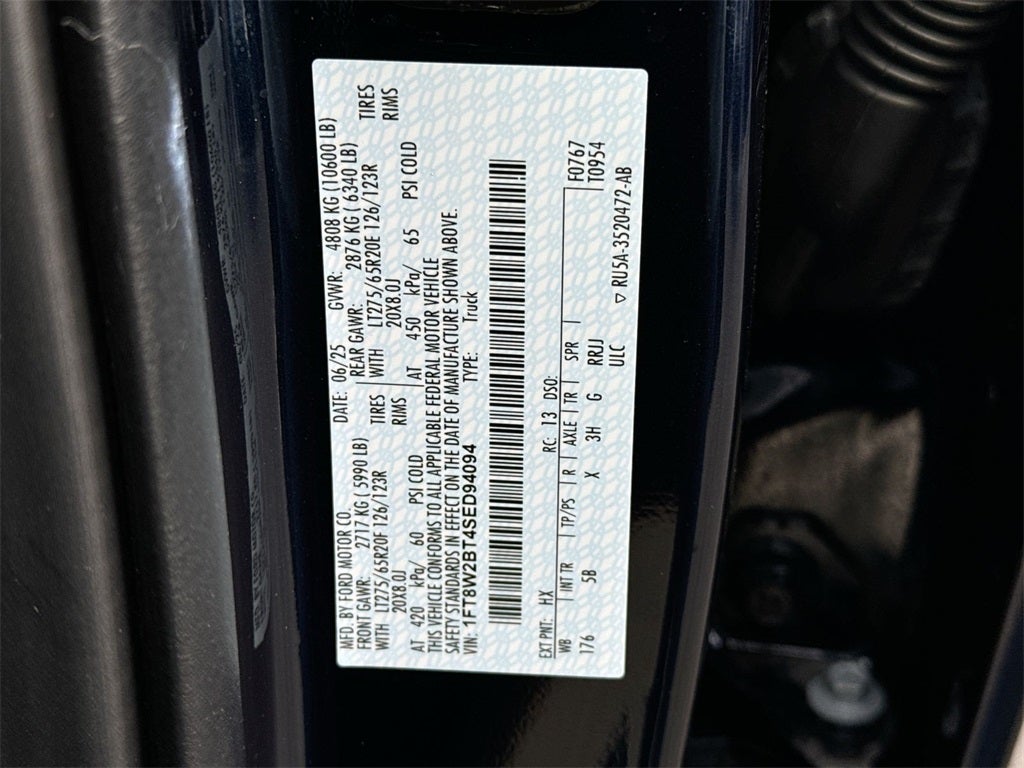 MFD. BY FORD MOTOR CO. DATE: 06/25 GVWR: 4808 KG (10600 LB)
FRONT GAWR: 2717 KG ( 5990 LB) REAR GAWR: 2876 KG ( 6340 LB)
WITH LT275/65R20E 126/123R TIRES WITH LT275/65R20E 126/123R TIRES
20X8.0J RIMS 20X8.0J RIMS
AT 420 kPa/ 60 PSI COLD AT 450 kPa/ 65 PSI COLD
THIS VEHICLE CONFORMS TO ALL APPLICABLE FEDERAL MOTOR VEHICLE
SAFETY STANDARDS IN EFFECT ON THE DATE OF MANUFACTURE SHOWN ABOVE.
VIN: 1FT8W2BT4SED94094 TYPE: Truck
EXT PNT: HX RC: 13 DSO:
WB INT TR TP/PS R AXLE TR SPR F0767
176 5B X 3H G RRJJ T0954
ULC ▽ RU5A-3520472-AB